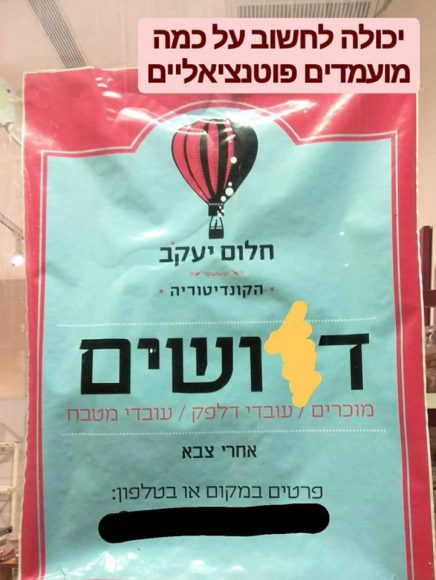 יכולה לחשוב על כמה
מועמדים פוטנציאליים
חלום יעקב
• הקונדיטוריה •
ד ושים
מוכרים / עובדי דלפק / עובדי מטבח
אחרי צבא
פרטים במקום או בטלפון: